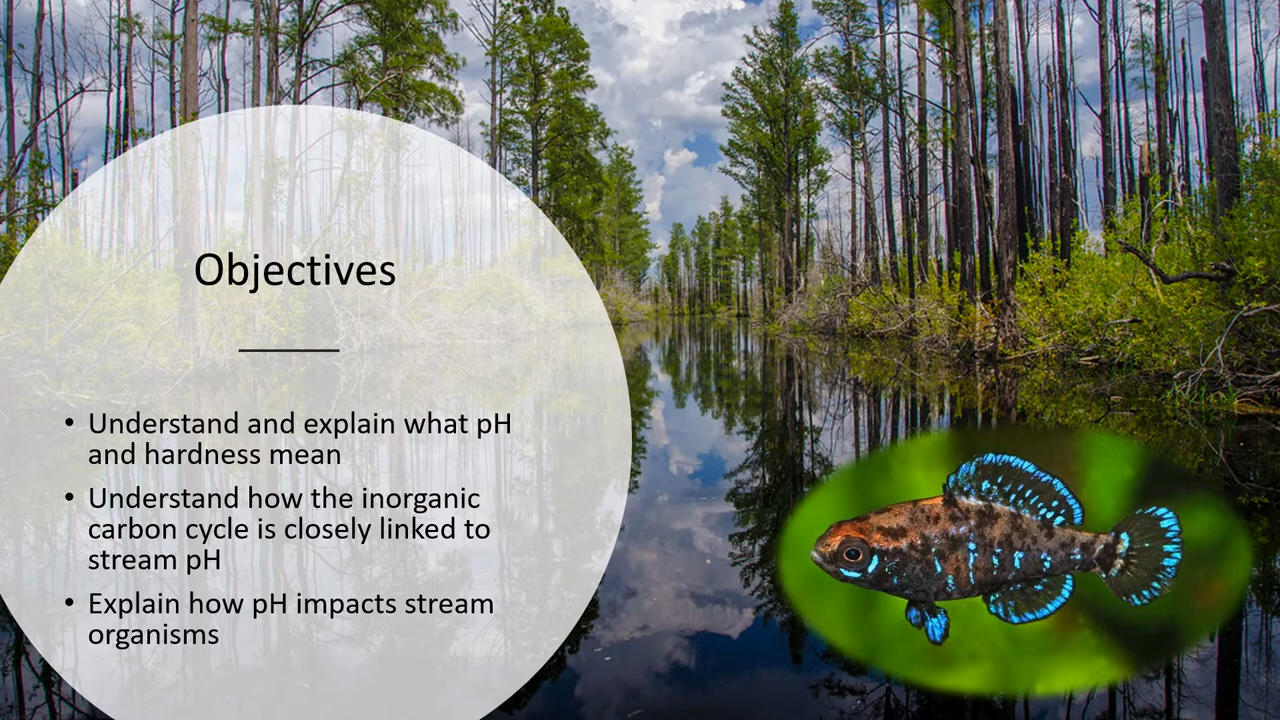 Objectives
• Understand and explain what pH
and hardness mean
• Understand how the inorganic
carbon cycle is closely linked to
stream pH
• Explain how pH impacts stream
organisms